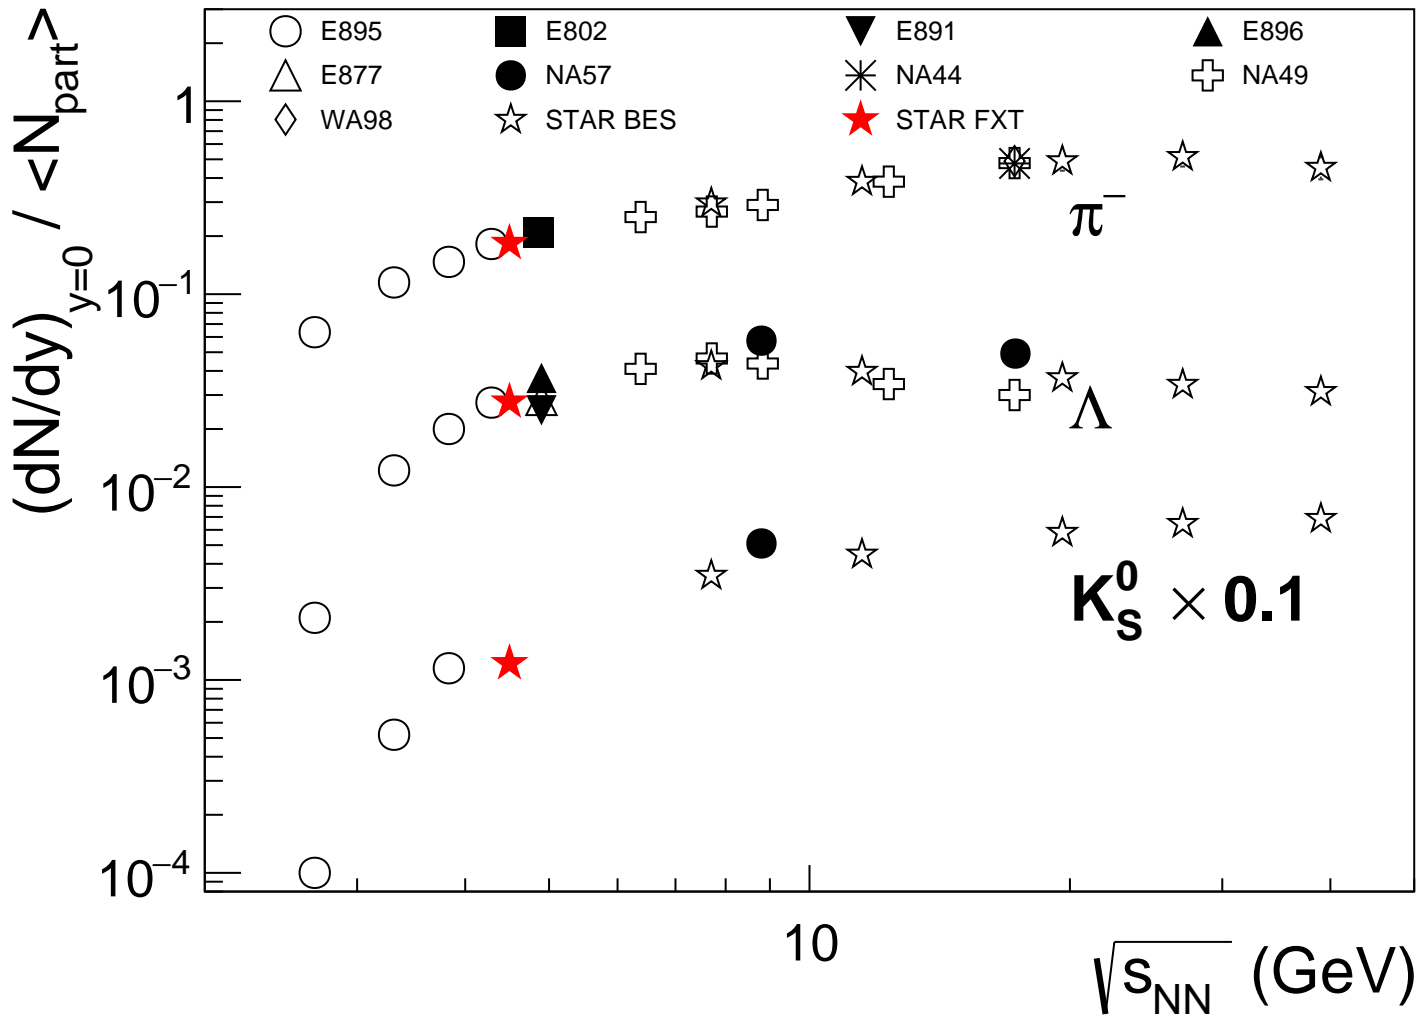 E895 E802 E891 E896
E877 NA57 NA44 NA49
WA98 STAR BES STAR FXT
(dN/dy)y=0 / <Npart>
1
10−1
10−2
10−3
10−4
π−
Λ
K0S × 0.1
10
√sNN (GeV)